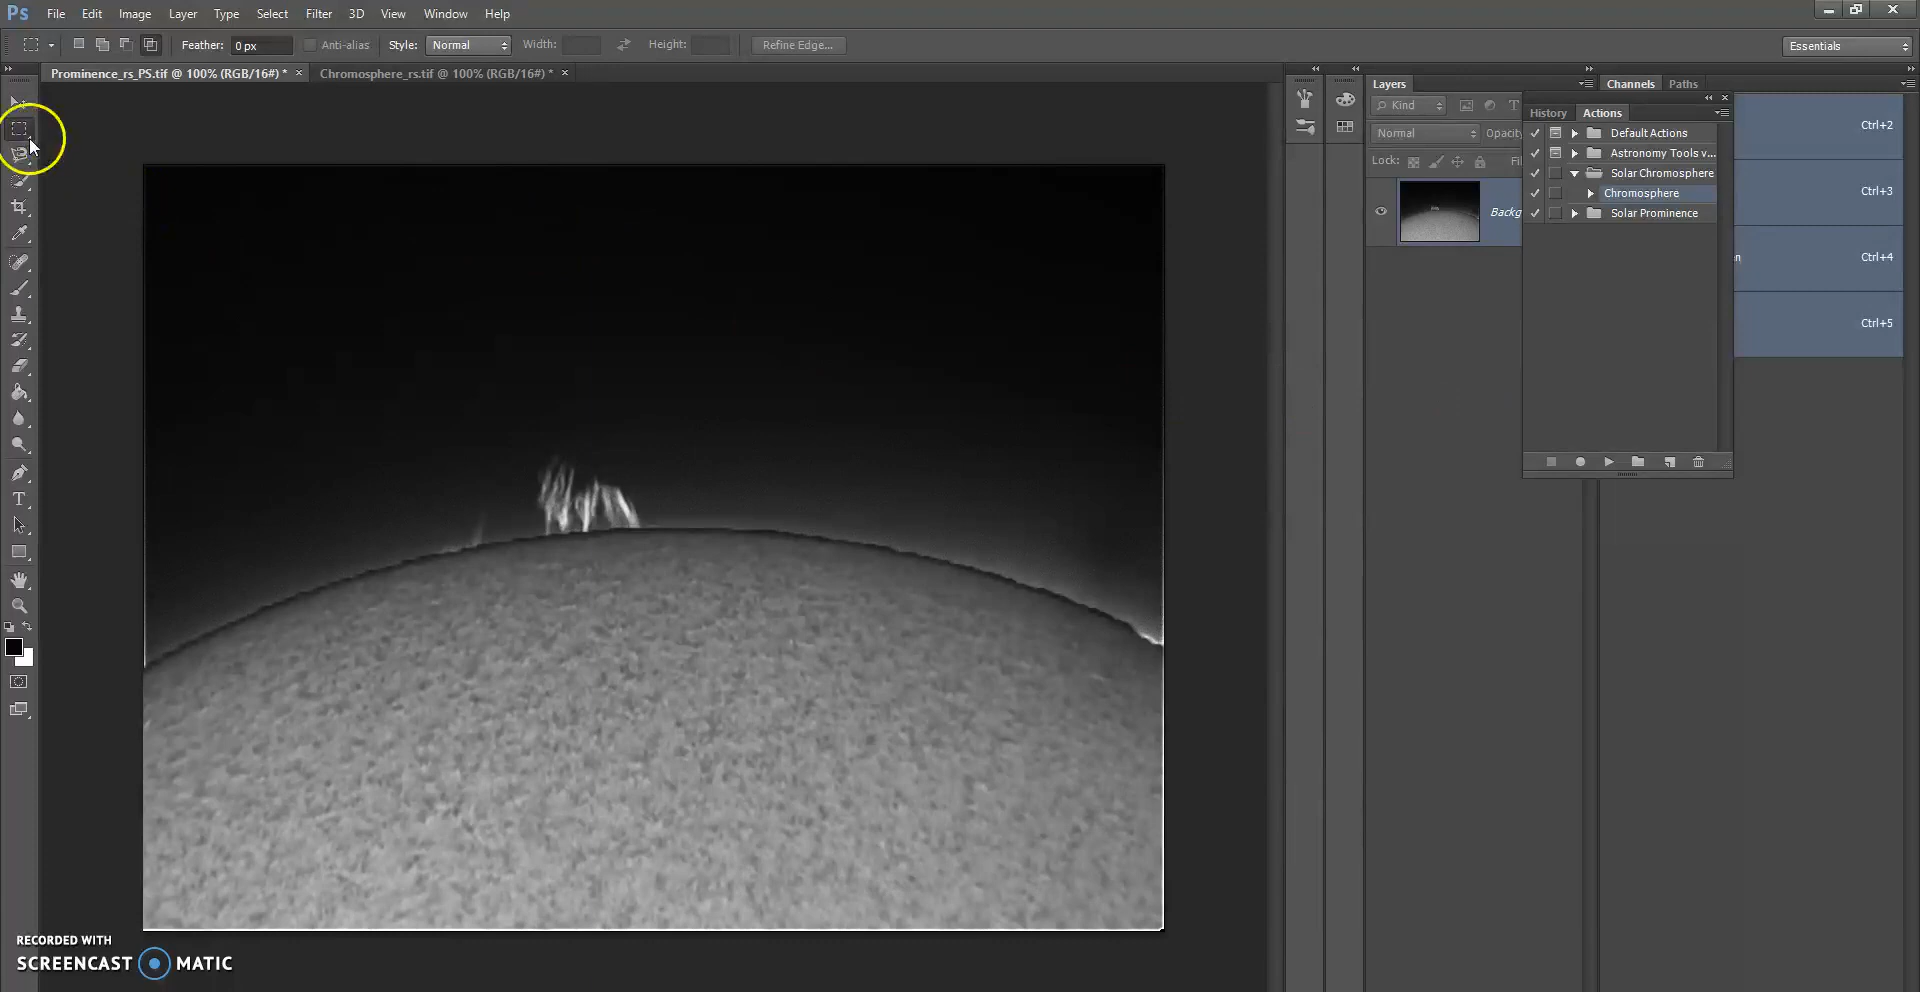 Ps File Edit Image Layer Type Select Filter 3D View Window Help
Feather: 0 px Anti-alias Style: Normal Width: Height: Refine Edge... Essentials
Prominence_rs_PS.tif @ 100% (RGB/16#) * × Chromosphere_rs.tif @ 100% (RGB/16#) * ×
Layers Channels Paths
Kind T
History Actions
Normal Opacity
Lock: Fi
Backg
Default Actions
Astronomy Tools v...
Solar Chromosphere
Chromosphere
Solar Prominence
Ctrl+2
Ctrl+3
n Ctrl+4
Ctrl+5
T
RECORDED WITH
SCREENCAST MATIC